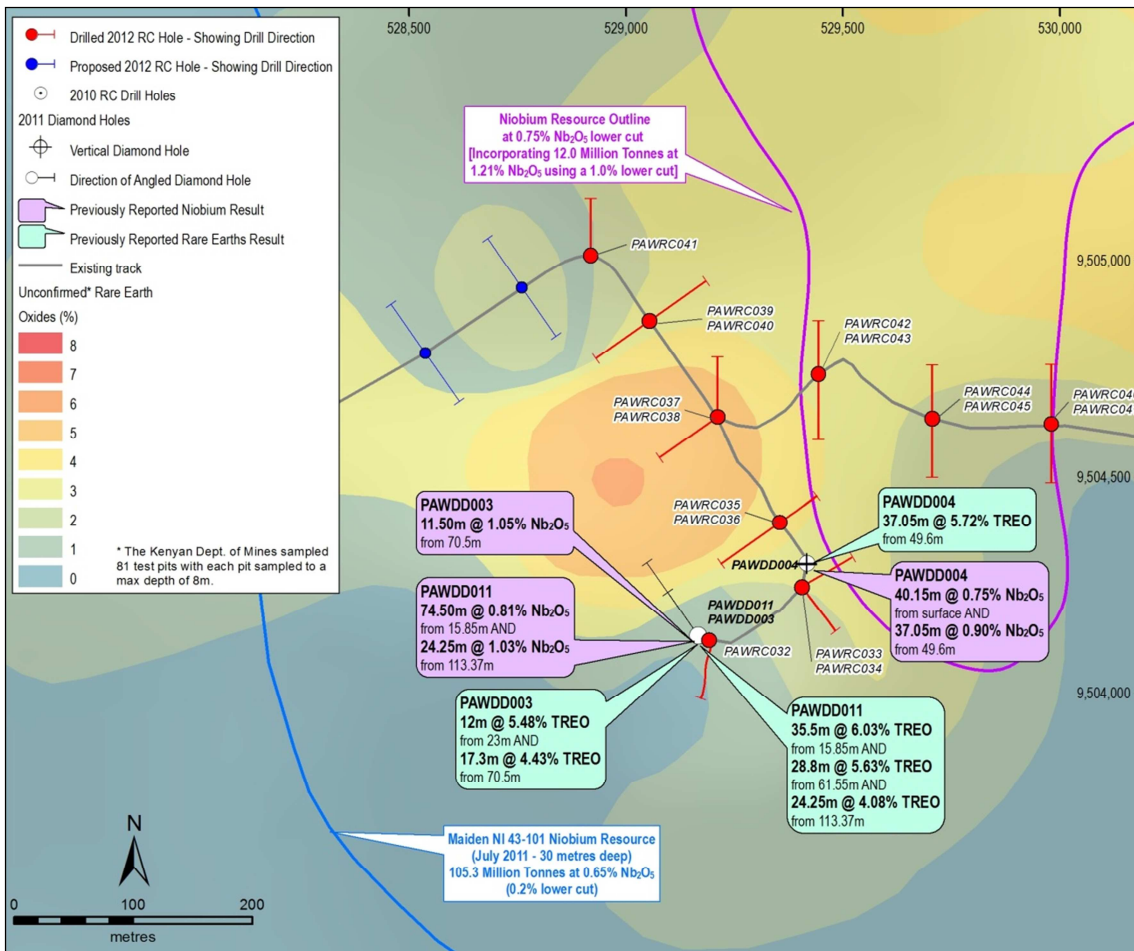 Drilled 2012 RC Hole - Showing Drill Direction
Proposed 2012 RC Hole - Showing Drill Direction
2010 RC Drill Holes
2011 Diamond Holes
Vertical Diamond Hole
Direction of Angled Diamond Hole
Previously Reported Niobium Result
Previously Reported Rare Earths Result
Existing track
Unconfirmed* Rare Earth
Oxides (%)
8
7
6
5
4
3
2
1
0
* The Kenyan Dept. of Mines sampled
81 test pits with each pit sampled to a
max depth of 8m.
528,500
529,000
529,500
530,000
9,505,000
9,504,500
9,504,000
Niobium Resource Outline
at 0.75% Nb₂O₅ lower cut
[Incorporating 12.0 Million Tonnes at
1.21% Nb₂O₅ using a 1.0% lower cut]
PAWRC041
PAWRC039
PAWRC040
PAWRC042
PAWRC043
PAWRC037
PAWRC038
PAWRC044
PAWRC045
PAWRC035
PAWRC036
PAWDD004
PAWDD011
PAWDD003
PAWRC032
PAWRC033
PAWRC034
PAWDD003
11.50m @ 1.05% Nb₂O₅
from 70.5m
PAWDD011
74.50m @ 0.81% Nb₂O₅
from 15.85m AND
24.25m @ 1.03% Nb₂O₅
from 113.37m
PAWDD004
37.05m @ 5.72% TREO
from 49.6m
PAWDD004
40.15m @ 0.75% Nb₂O₅
from surface AND
37.05m @ 0.90% Nb₂O₅
from 49.6m
PAWDD003
12m @ 5.48% TREO
from 23m AND
17.3m @ 4.43% TREO
from 70.5m
PAWDD011
35.5m @ 6.03% TREO
from 15.85m AND
28.8m @ 5.63% TREO
from 61.55m AND
24.25m @ 4.08% TREO
from 113.37m
Maiden NI 43-101 Niobium Resource
(July 2011 - 30 metres deep)
105.3 Million Tonnes at 0.65% Nb₂O₅
(0.2% lower cut)
N
0
100
200
metres